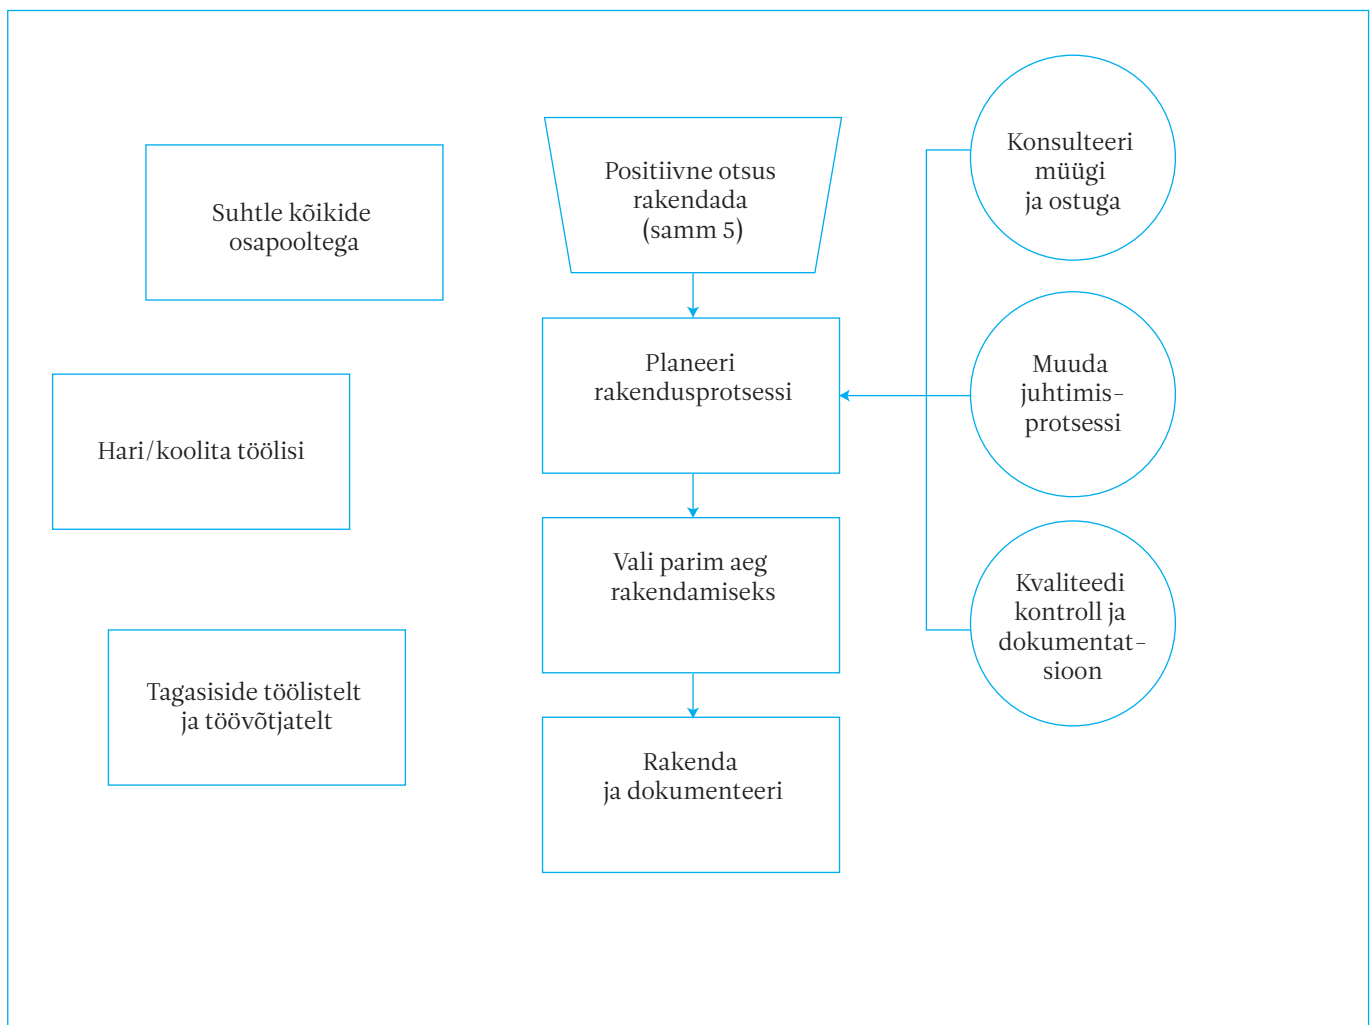 Suhtle kõikide
osapooltega
Hari/koolita töölisi
Tagasiside töölistelt
ja töövõtjatelt
Positiivne otsus
rakendada
(samm 5)
Planeeri
rakendusprotsessi
Vali parim aeg
rakendamiseks
Rakenda
ja dokumenteeri
Konsulteeri
müügi
ja ostuga
Muuda
juhtimis-
protsessi
Kvaliteedi
kontroll ja
dokumentat-
sioon